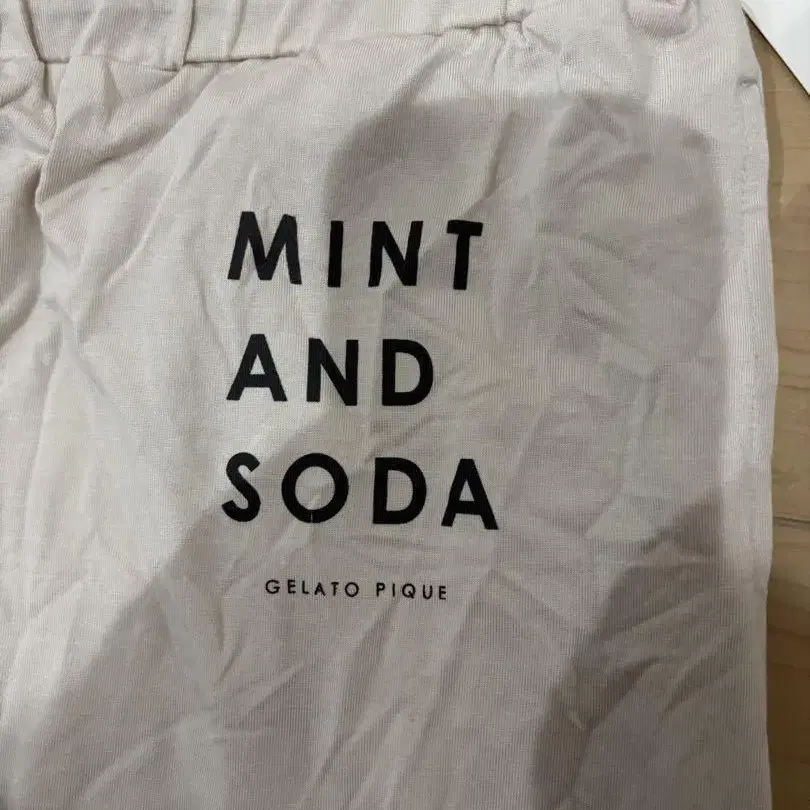 MINT
AND
SODA
GELATO PIQUE